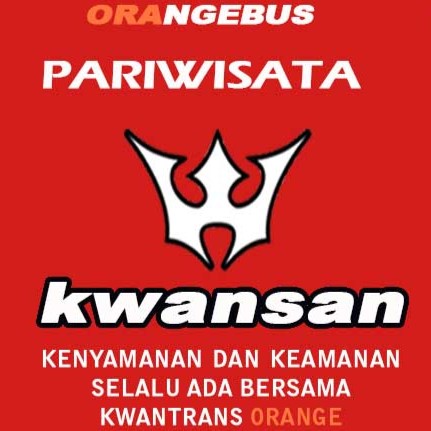 ORANGEBUS
PARIWISATA
kwansan
KENYAMANAN DAN KEAMANAN
SELALU ADA BERSAMA
KWANTRANS ORANGE